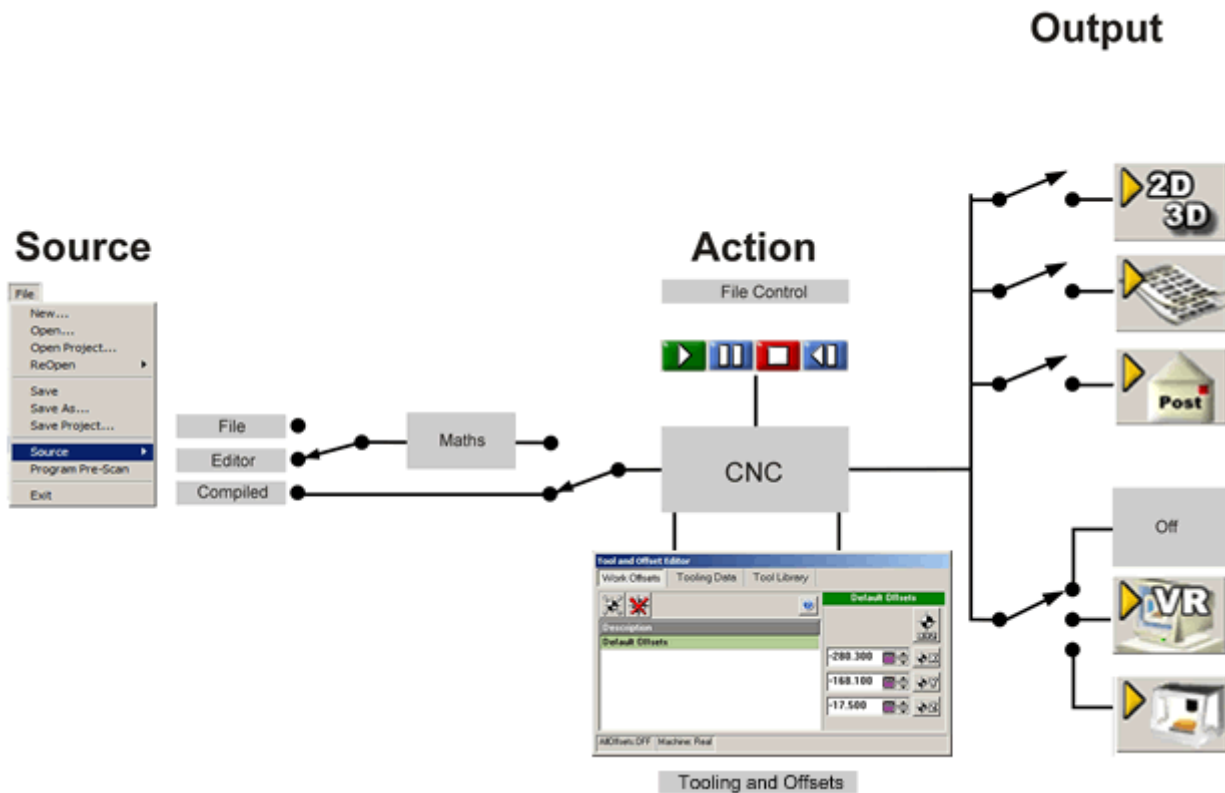 Output
Source
Action
File
New...
Open...
Open Project...
ReOpen
Save
Save As...
Save Project...
Source
Program Pre-Scan
Exit
File
Editor
Compiled
Maths
File Control
CNC
Tool and Offset Editor
Work Offsets Tooling Data Tool Library
Default Offsets
Description
Default Offsets
-280.300
-168.100
-17.500
AllOffsets:OFF Machine: Real
Tooling and Offsets
2D
3D
Post
Off
VR